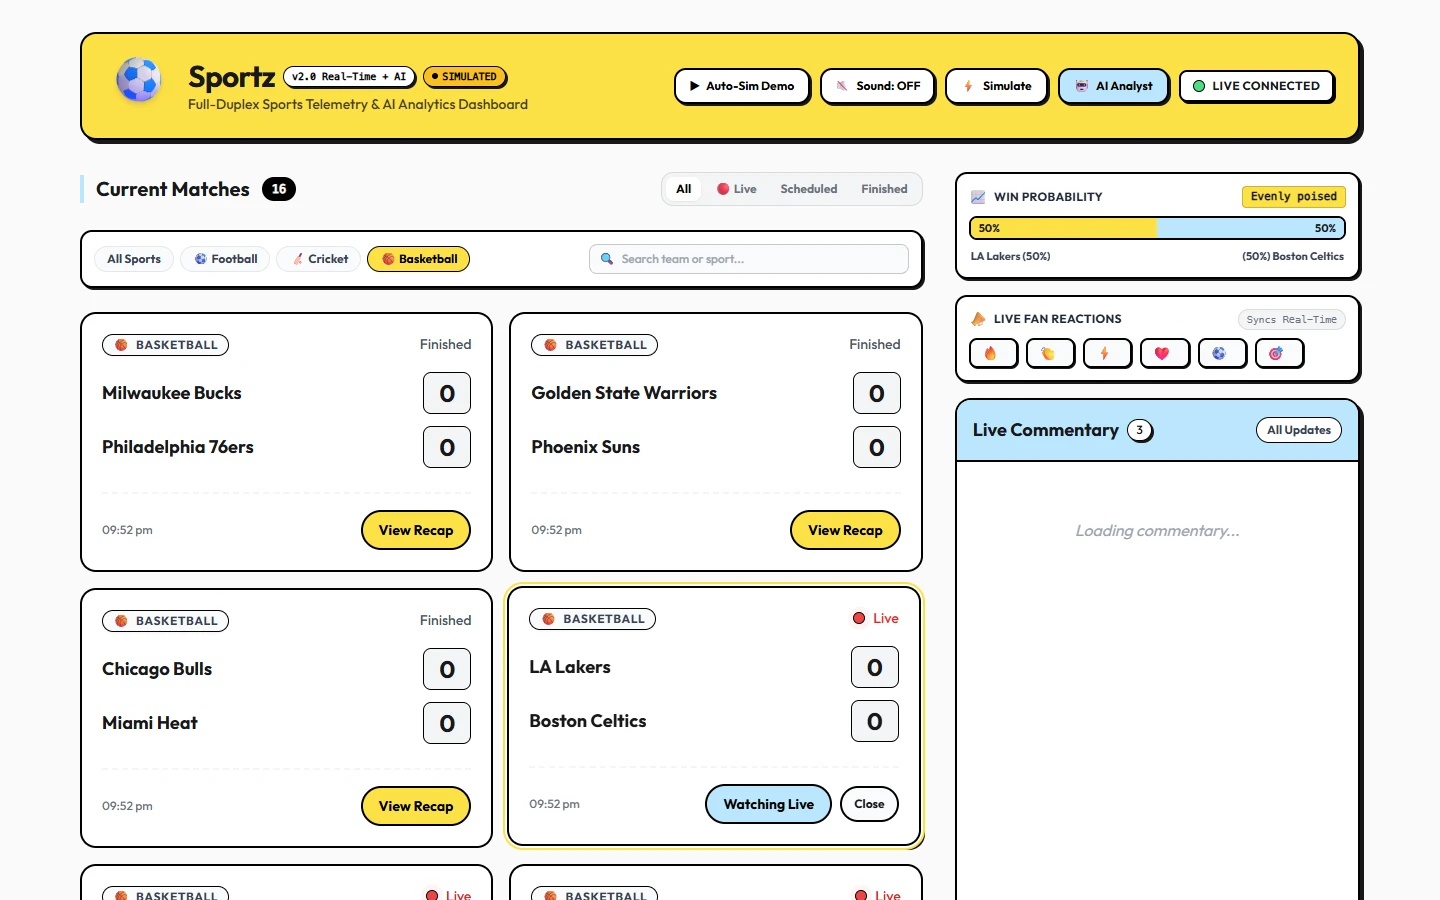 Sportz
v2.0 Real-Time + AI
SIMULATED
Full-Duplex Sports Telemetry & AI Analytics Dashboard
Auto-Sim Demo
Sound: OFF
Simulate
AI Analyst
LIVE CONNECTED
Current Matches 16
All
Live
Scheduled
Finished
All Sports
Football
Cricket
Basketball
Search team or sport...
BASKETBALL
Finished
Milwaukee Bucks 0
Philadelphia 76ers 0
09:52 pm
View Recap
BASKETBALL
Finished
Golden State Warriors 0
Phoenix Suns 0
09:52 pm
View Recap
BASKETBALL
Finished
Chicago Bulls 0
Miami Heat 0
09:52 pm
View Recap
BASKETBALL
Live
LA Lakers 0
Boston Celtics 0
09:52 pm
Watching Live
Close
BASKETBALL
Live
BASKETBALL
Live
WIN PROBABILITY
Evenly poised
50%
50%
LA Lakers (50%)
(50%) Boston Celtics
LIVE FAN REACTIONS
Syncs Real-Time
Live Commentary 3
All Updates
Loading commentary...